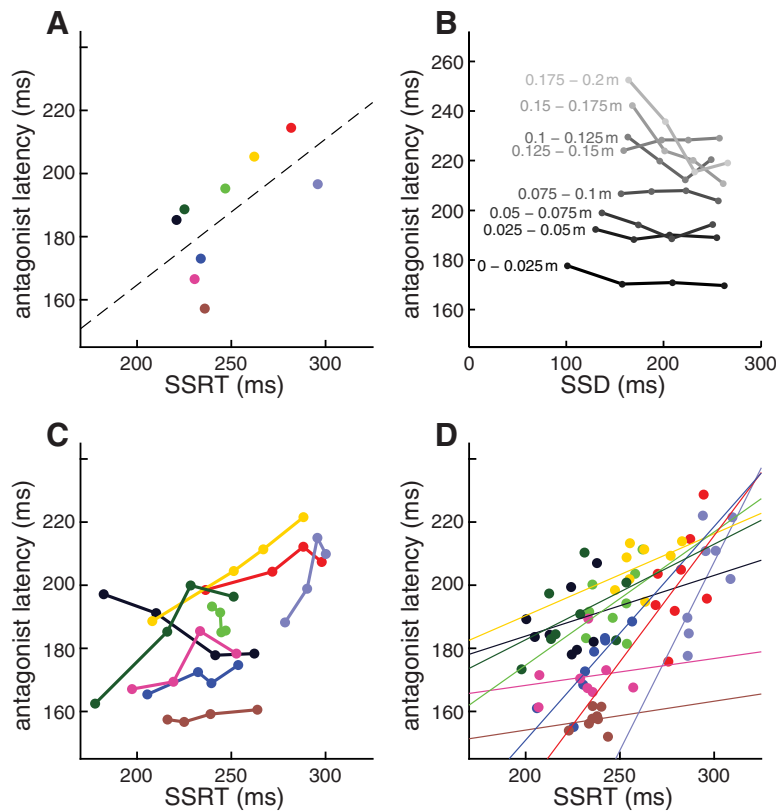 A
antagonist latency (ms)
220
200
180
160
200 250 300
SSRT (ms)
B
antagonist latency (ms)
260
240
220
200
180
160
0.175 – 0.2 m
0.15 – 0.175 m
0.1 – 0.125 m
0.125 – 0.15 m
0.075 – 0.1 m
0.05 – 0.075 m
0.025 – 0.05 m
0 – 0.025 m
0 100 200 300
SSD (ms)
C
antagonist latency (ms)
220
200
180
160
200 250 300
SSRT (ms)
D
antagonist latency (ms)
220
200
180
160
200 250 300
SSRT (ms)